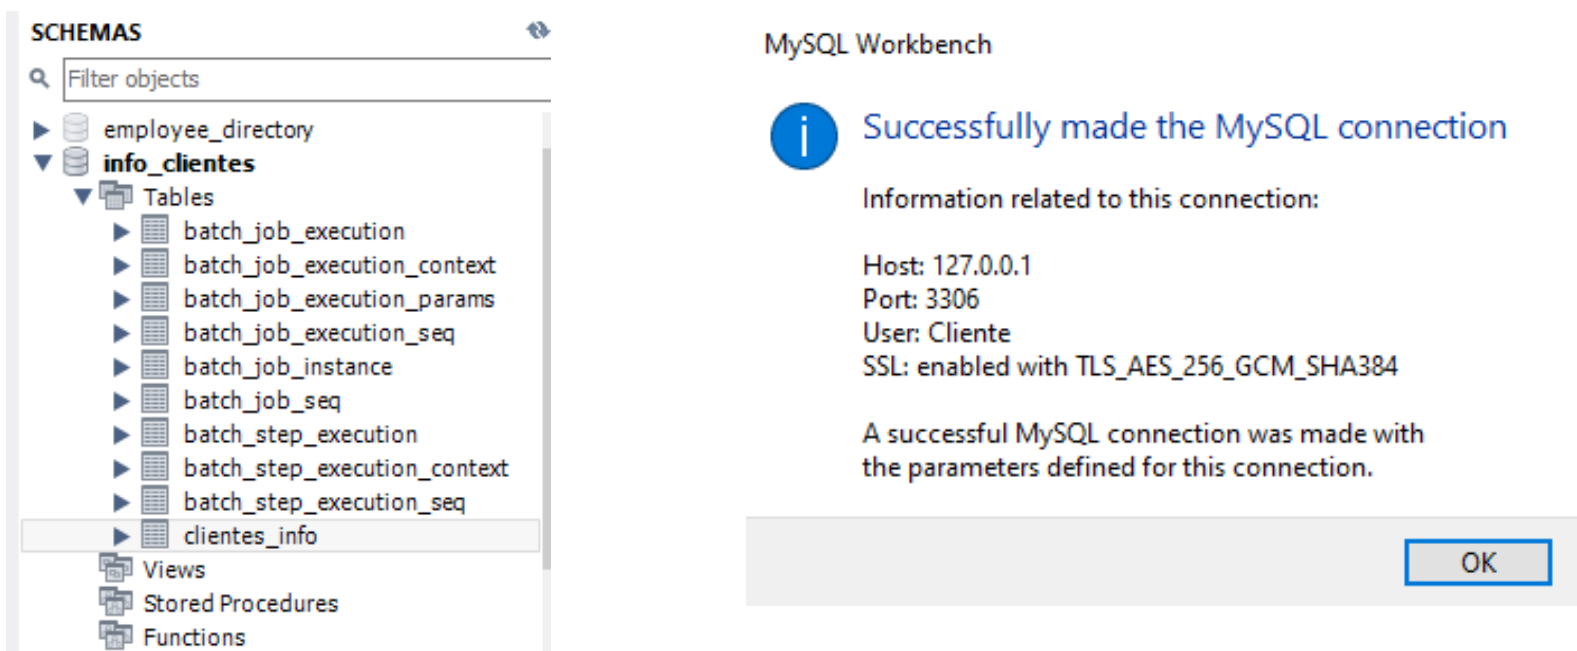 SCHEMAS
Filter objects
employee_directory
info_clientes
Tables
batch_job_execution
batch_job_execution_context
batch_job_execution_params
batch_job_execution_seq
batch_job_instance
batch_job_seq
batch_step_execution
batch_step_execution_context
batch_step_execution_seq
clientes_info
Views
Stored Procedures
Functions
MySQL Workbench
Successfully made the MySQL connection
Information related to this connection:
Host: 127.0.0.1
Port: 3306
User: Cliente
SSL: enabled with TLS_AES_256_GCM_SHA384
A successful MySQL connection was made with
the parameters defined for this connection.
OK